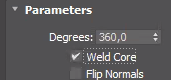 Parameters
Degrees: 360,0
Weld Core
Flip Normals